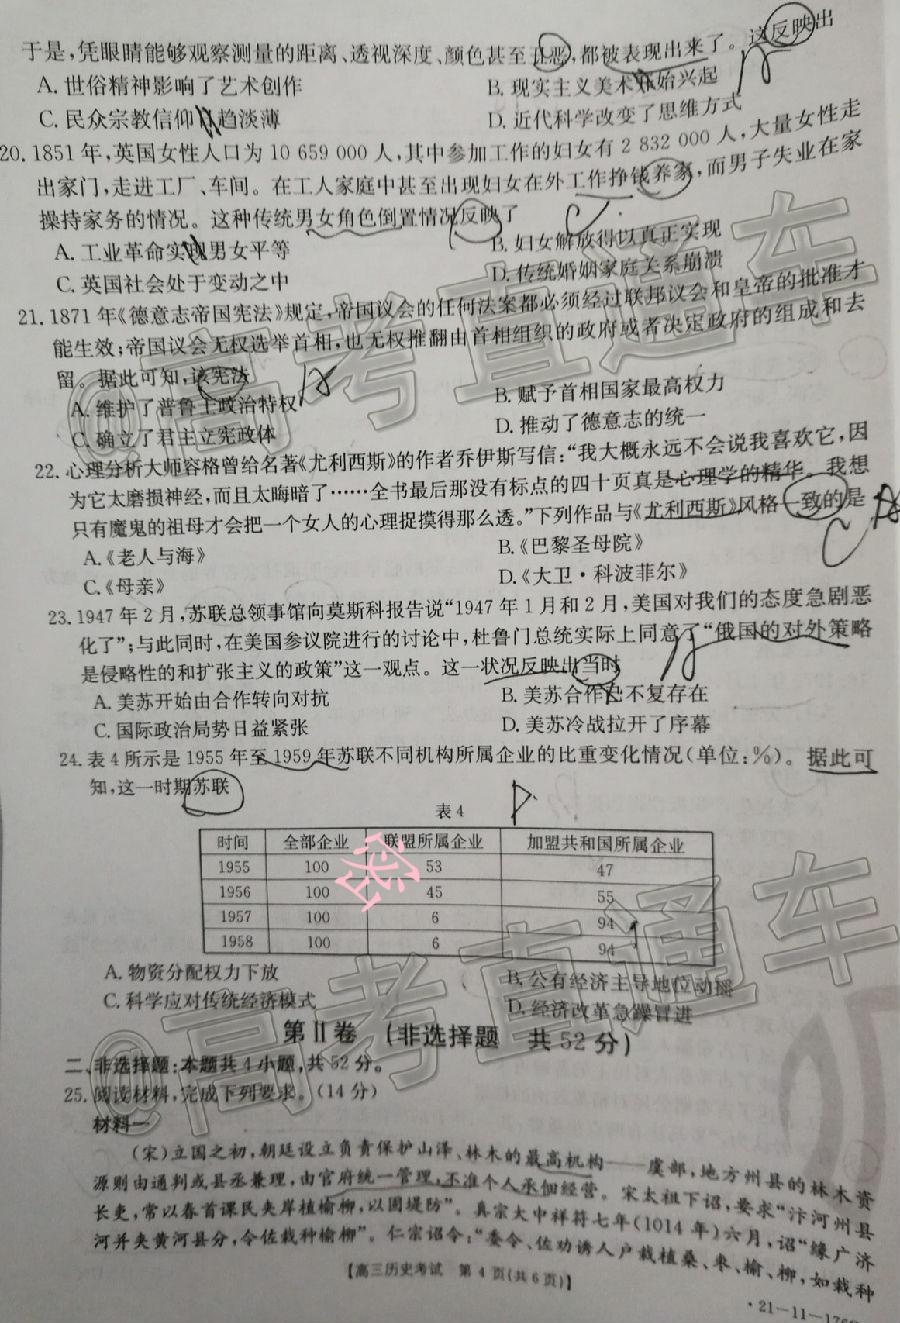 于是,凭眼睛能够观察测量的距离、透视深度、颜色甚至丑恶,都被表现出来了。这反映出
A. 世俗精神影响了艺术创作
B. 现实主义美术开始兴起
C. 民众宗教信仰日趋淡薄
D. 近代科学改变了思维方式
20. 1851年,英国女性人口为10 659 000人,其中参加工作的妇女有2 832 000人,大量女性走
出家门,走进工厂、车间。在工人家庭中甚至出现妇女在外工作挣钱养家,而男子失业在家
操持家务的情况。这种传统男女角色倒置情况反映了
A. 工业革命实现男女平等
B. 妇女解放得以真正实现
C. 英国社会处于变动之中
D. 传统婚姻家庭关系崩溃
21. 1871年《德意志帝国宪法》规定,帝国议会的任何法案都必须经过联邦议会和皇帝的批准才
能生效;帝国议会无权选举首相,也无权推翻由首相组织的政府或者决定政府的组成和去
留。据此可知,该宪法
A. 维护了普鲁士政治特权
B. 赋予首相国家最高权力
C. 确立了君主立宪政体
D. 推动了德意志的统一
22. 心理分析大师容格曾给名著《尤利西斯》的作者乔伊斯写信:“我大概永远不会说我喜欢它,因
为它太磨损神经,而且太晦暗了……全书最后那没有标点的四十页真是心理学的精华。我想
只有魔鬼的祖母才会把一个女人的心理捉摸得那么透。”下列作品与《尤利西斯》风格一致的是
A.《老人与海》
B.《巴黎圣母院》
C.《母亲》
D.《大卫·科波菲尔》
23. 1947年2月,苏联总领事馆向莫斯科报告说“1947年1月和2月,美国对我们的态度急剧恶
化了”;与此同时,在美国参议院进行的讨论中,杜鲁门总统实际上同意了“俄国的对外策略
是侵略性的和扩张主义的政策”这一观点。这一状况反映出当时
A. 美苏开始由合作转向对抗
B. 美苏合作已不复存在
C. 国际政治局势日益紧张
D. 美苏冷战拉开了序幕
24. 表4所示是1955年至1959年苏联不同机构所属企业的比重变化情况(单位:%)。据此可
知,这一时期苏联
表4
时间 全部企业 联盟所属企业 加盟共和国所属企业
1955 100 53 47
1956 100 45 55
1957 100 6 94
1958 100 6 94
A. 物资分配权力下放
B. 公有经济主导地位动摇
C. 科学应对传统经济模式
D. 经济改革急躁冒进
第Ⅱ卷 (非选择题 共52分)
二、非选择题:本题共4小题,共52分。
25. 阅读材料,完成下列要求。(14分)
材料一
(宋)立国之初,朝廷设立负责保护山泽、林木的最高机构——虞部,地方州县的林木资
源则由通判或县丞兼理,由官府统一管理,不准个人承佃经营。宋太祖下诏,要求“汴河州县
长吏,常以春首课民夹岸植榆柳,以固堤防”。真宗大中祥符七年(1014年)六月,诏“缘广济
河并夹黄河县分,令佐栽种榆柳”。仁宗诏令:“委令、佐劝诱人户栽植桑、枣、榆、柳,如栽种
【高三历史考试 第4页(共6页)】
@高考直通车
@高考直通车
密